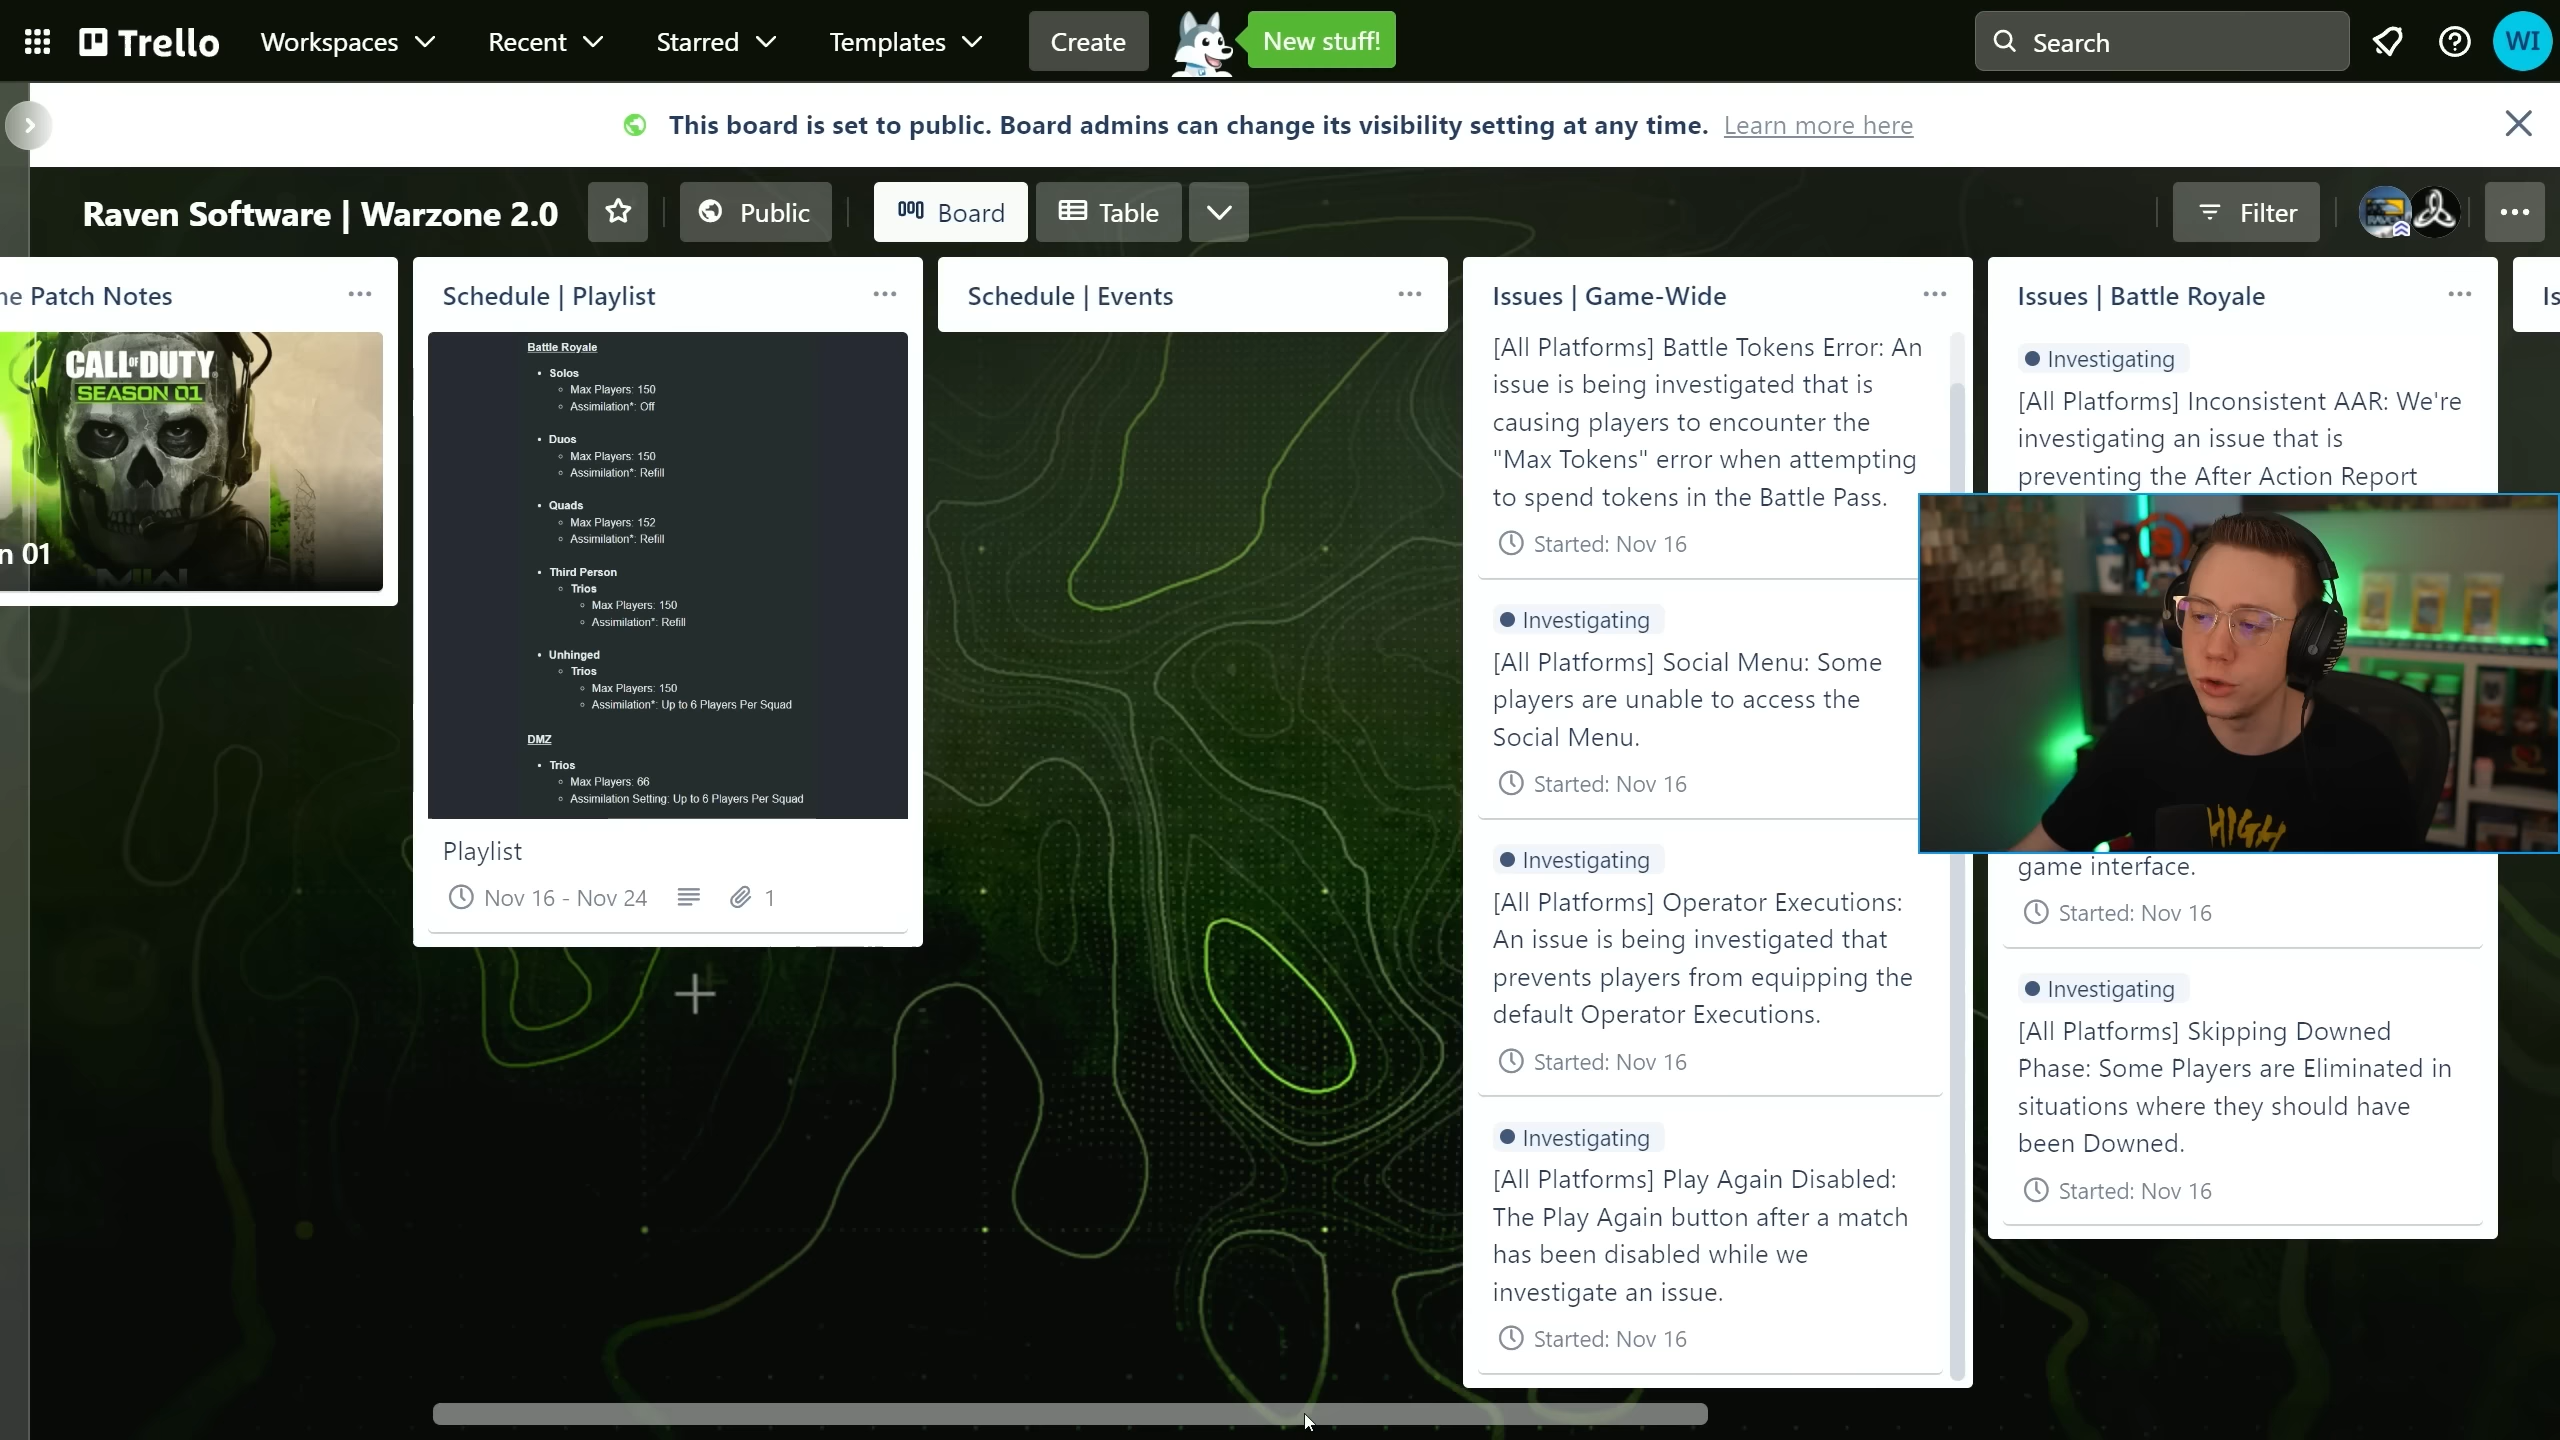 Trello
Workspaces
Recent
Starred
Templates
Create
New stuff!
Search
WI
This board is set to public. Board admins can change its visibility setting at any time. Learn more here
Raven Software | Warzone 2.0
Public
Board
Table
Filter
ne Patch Notes
CALL OF DUTY
SEASON 01
n 01
Schedule | Playlist
Battle Royale
• Solos
○ Max Players: 150
○ Assimilation*: Off
• Duos
○ Max Players: 150
○ Assimilation*: Refill
• Quads
○ Max Players: 152
○ Assimilation*: Refill
• Third Person
○ Trios
○ Max Players: 150
○ Assimilation*: Refill
• Unhinged
○ Trios
○ Max Players: 150
○ Assimilation*: Up to 6 Players Per Squad
DMZ
• Trios
○ Max Players: 66
○ Assimilation Setting: Up to 6 Players Per Squad
Playlist
Nov 16 - Nov 24
1
Schedule | Events
Issues | Game-Wide
[All Platforms] Battle Tokens Error: An
issue is being investigated that is
causing players to encounter the
"Max Tokens" error when attempting
to spend tokens in the Battle Pass.
Started: Nov 16
Investigating
[All Platforms] Social Menu: Some
players are unable to access the
Social Menu.
Started: Nov 16
Investigating
[All Platforms] Operator Executions:
An issue is being investigated that
prevents players from equipping the
default Operator Executions.
Started: Nov 16
Investigating
[All Platforms] Play Again Disabled:
The Play Again button after a match
has been disabled while we
investigate an issue.
Started: Nov 16
Issues | Battle Royale
Investigating
[All Platforms] Inconsistent AAR: We're
investigating an issue that is
preventing the After Action Report
HIGH
game interface.
Started: Nov 16
Investigating
[All Platforms] Skipping Downed
Phase: Some Players are Eliminated in
situations where they should have
been Downed.
Started: Nov 16
Is